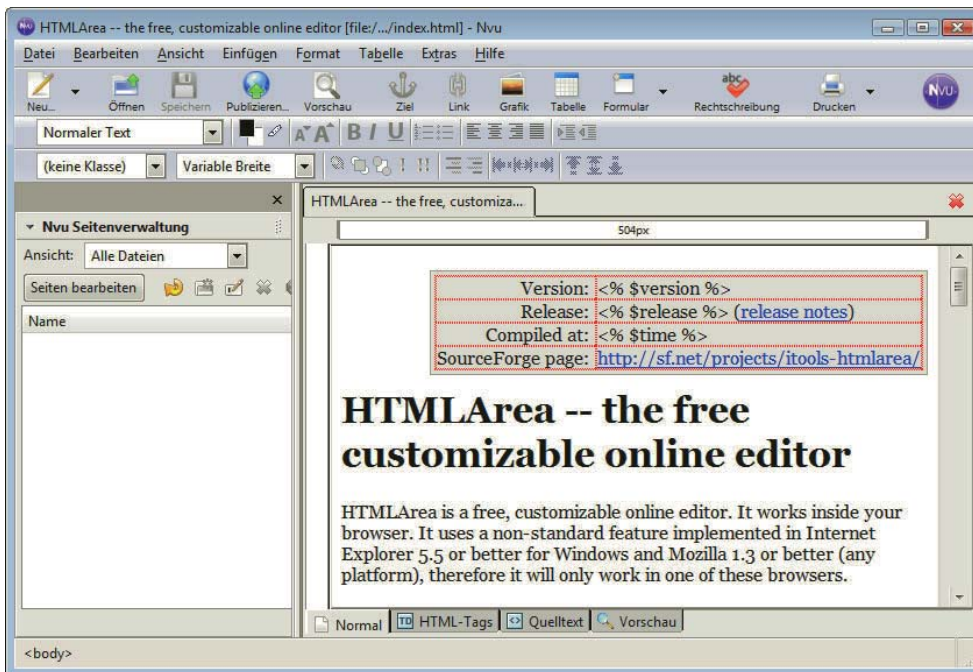 HTMLArea -- the free, customizable online editor [file:/.../index.html] - Nvu
Datei Bearbeiten Ansicht Einfügen Format Tabelle Extras Hilfe
Neu... Öffnen Speichern Publizieren... Vorschau Ziel Link Grafik Tabelle Formular Rechtschreibung Drucken
Normaler Text
(keine Klasse) Variable Breite
HTMLArea -- the free, customiza...
Nvu Seitenverwaltung
504px
Ansicht: Alle Dateien
Seiten bearbeiten
Name
Version: <% $version %>
Release: <% $release %> (release notes)
Compiled at: <% $time %>
SourceForge page: http://sf.net/projects/itools-htmlarea/
HTMLArea -- the free
customizable online editor
HTMLArea is a free, customizable online editor. It works inside your
browser. It uses a non-standard feature implemented in Internet
Explorer 5.5 or better for Windows and Mozilla 1.3 or better (any
platform), therefore it will only work in one of these browsers.
Normal HTML-Tags Quelltext Vorschau
<body>